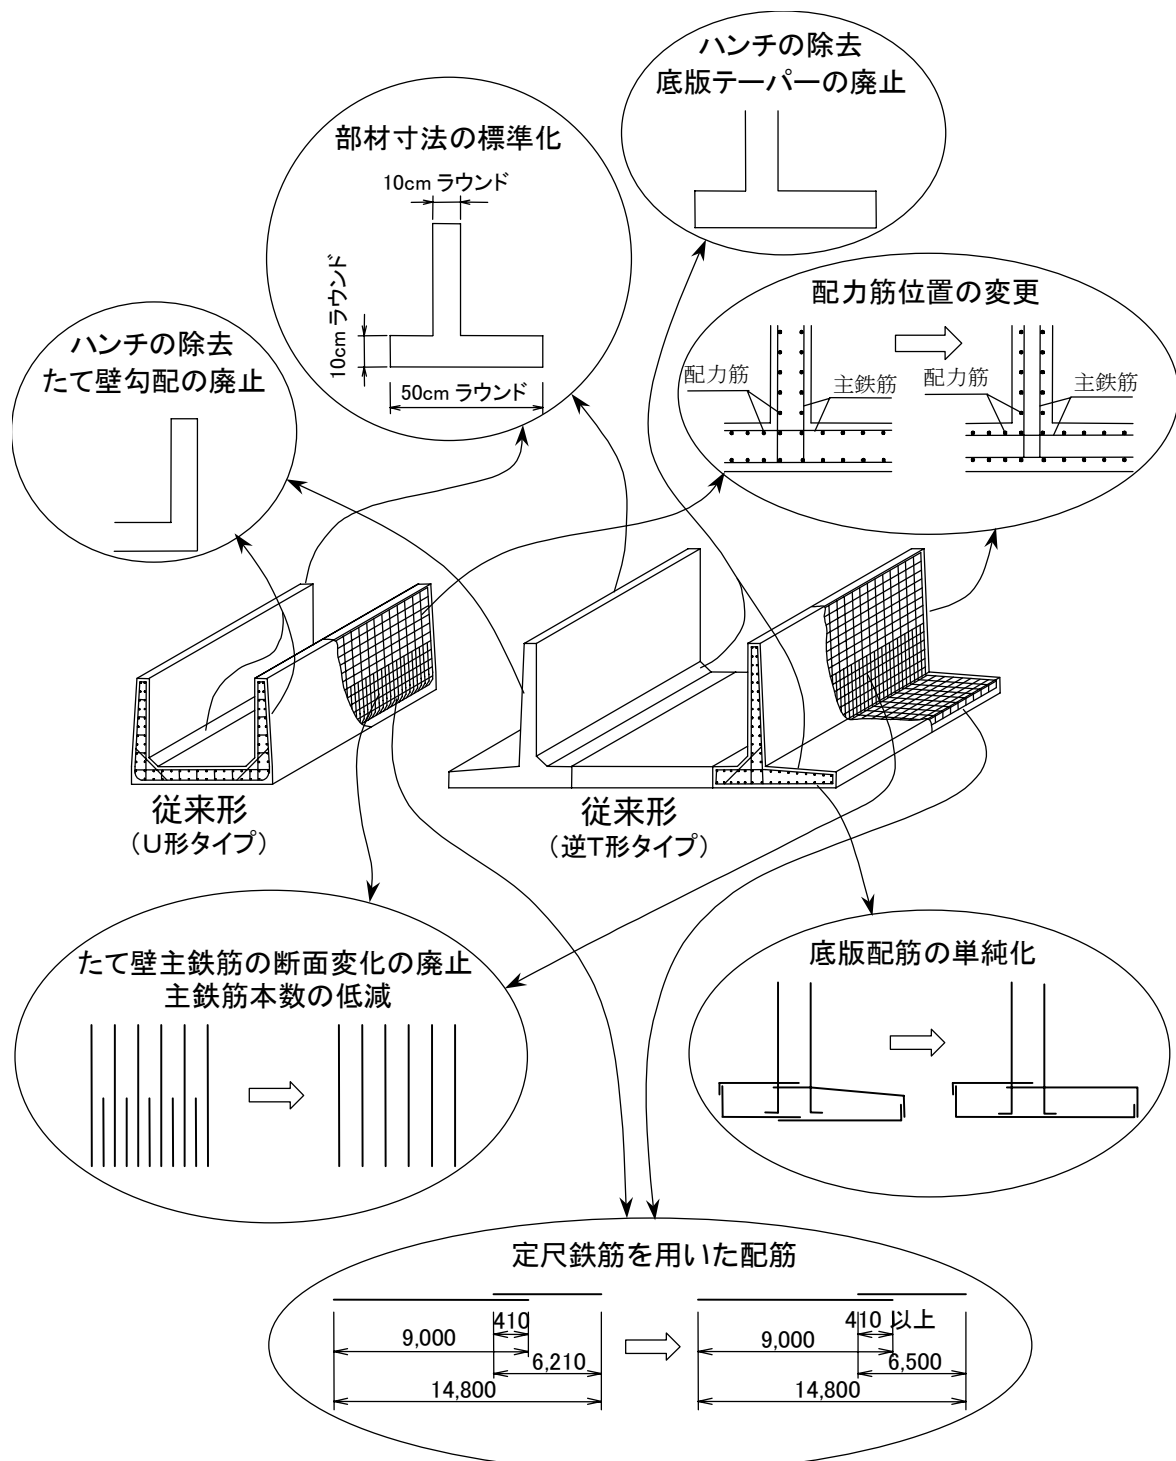 ハンチの除去
底版テーパーの廃止
部材寸法の標準化
10cm ラウンド
10cm ラウンド
50cm ラウンド
配力筋位置の変更
配力筋
主鉄筋
配力筋
主鉄筋
ハンチの除去
たて壁勾配の廃止
従来形
（U形タイプ）
従来形
（逆T形タイプ）
たて壁主鉄筋の断面変化の廃止
主鉄筋本数の低減
底版配筋の単純化
定尺鉄筋を用いた配筋
410
9,000
6,210
14,800
410 以上
9,000
6,500
14,800